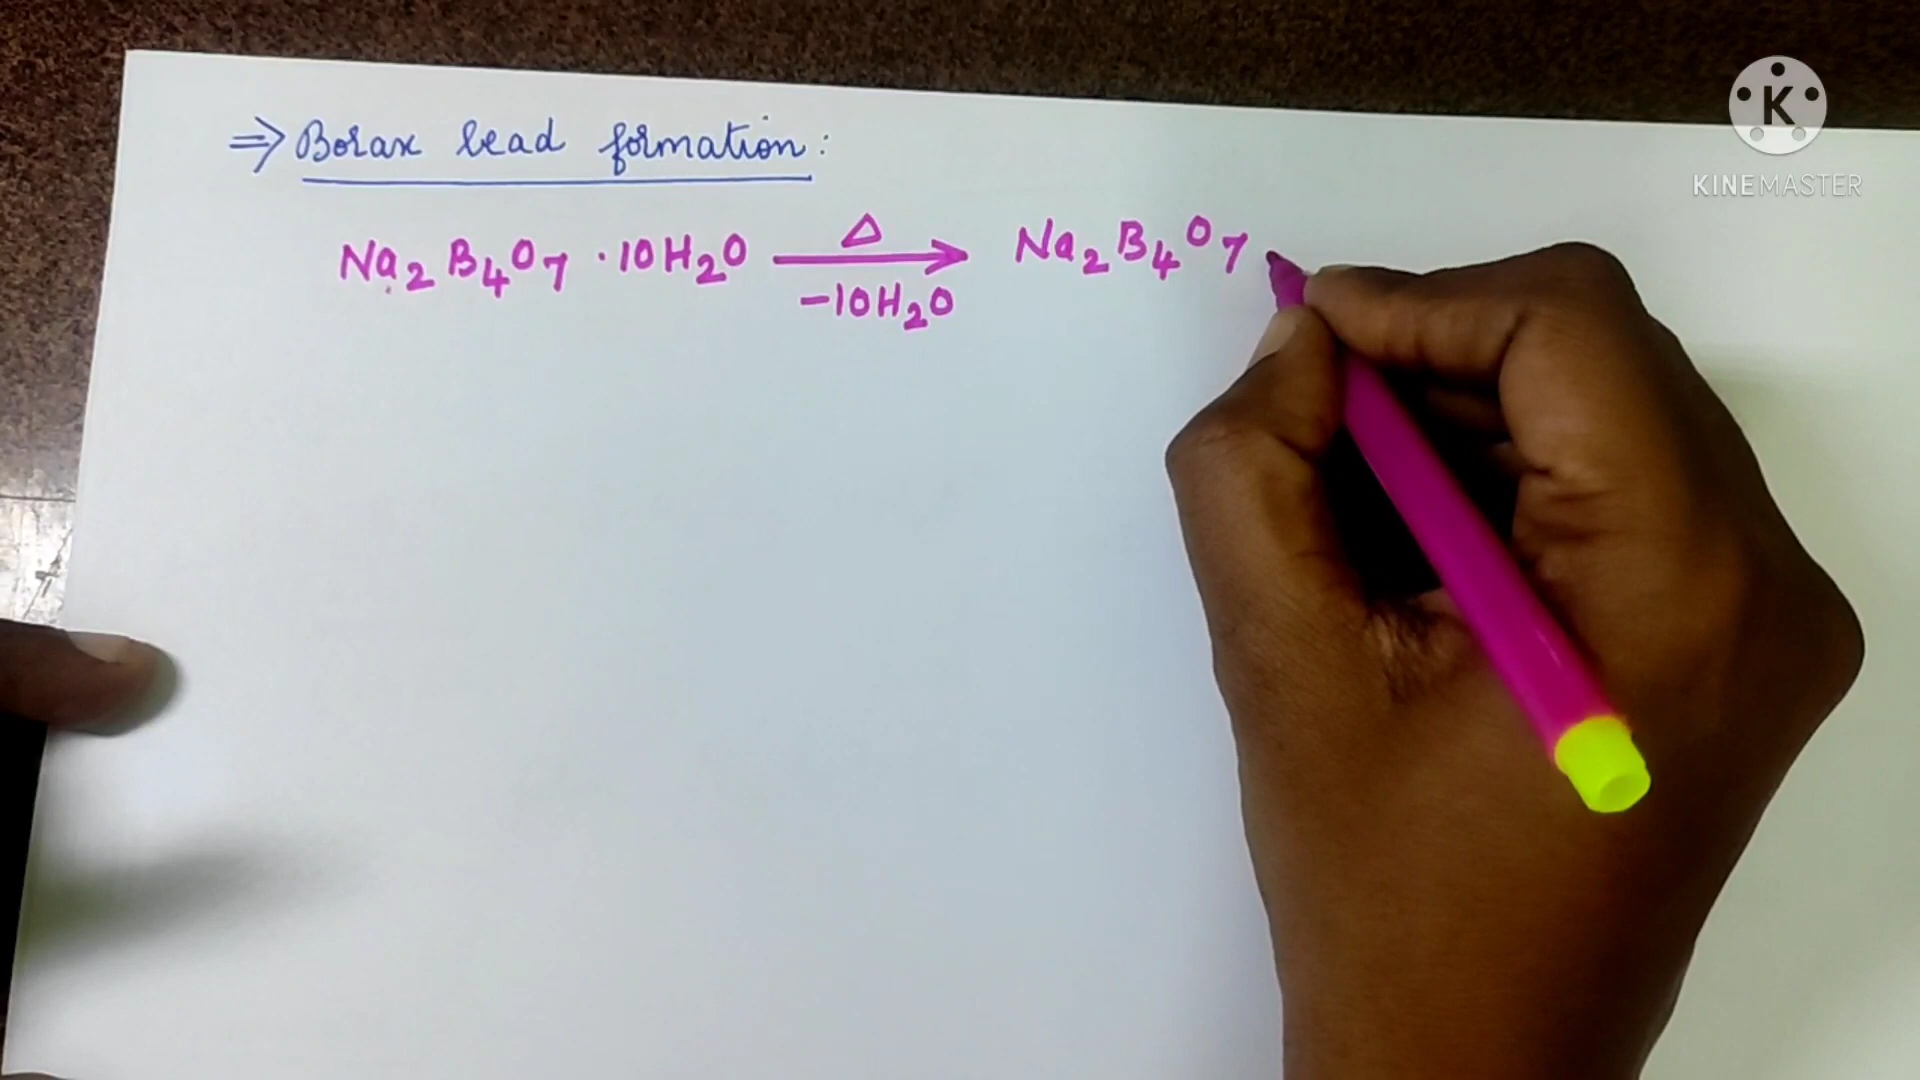 ⇒ Borax bead formation:
Na₂B₄O₇ · 10H₂O —Δ→ Na₂B₄O₇
−10H₂O
K
KINEMASTER